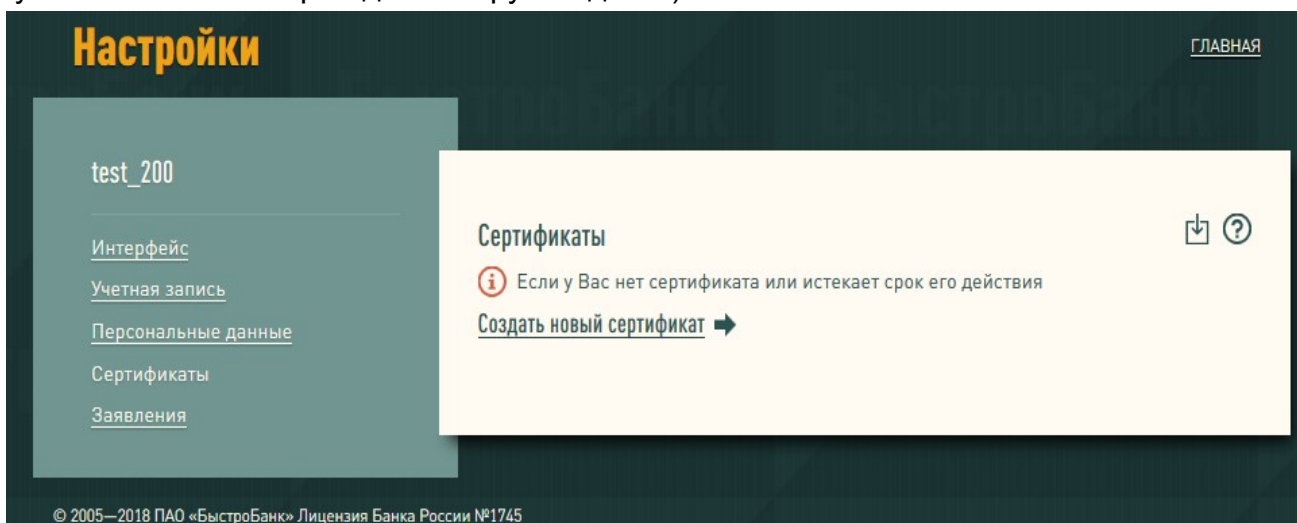 Настройки
ГЛАВНАЯ
test_200
Интерфейс
Учетная запись
Персональные данные
Сертификаты
Заявления
Сертификаты
Если у Вас нет сертификата или истекает срок его действия
Создать новый сертификат
© 2005—2018 ПАО «БыстроБанк» Лицензия Банка России №1745